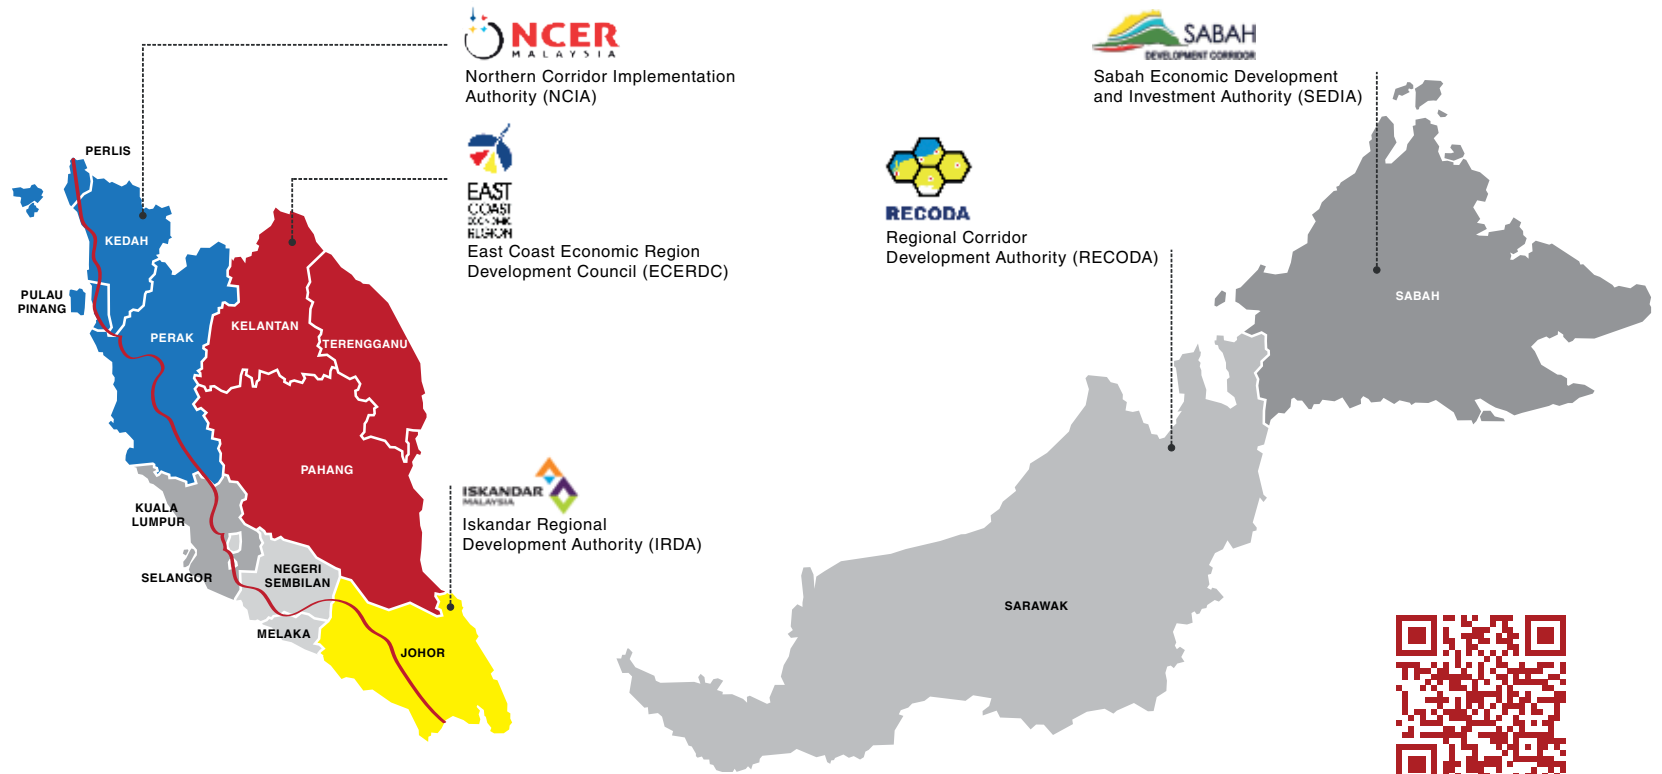 NCER
MALAYSIA
Northern Corridor Implementation
Authority (NCIA)
SABAH
DEVELOPMENT CORRIDOR
Sabah Economic Development
and Investment Authority (SEDIA)
EAST
COAST
ECONOMIC
REGION
East Coast Economic Region
Development Council (ECERDC)
RECODA
Regional Corridor
Development Authority (RECODA)
PERLIS
KEDAH
PULAU
PINANG
PERAK
KELANTAN
TERENGGANU
PAHANG
SABAH
ISKANDAR
MALAYSIA
Iskandar Regional
Development Authority (IRDA)
KUALA
LUMPUR
SELANGOR
NEGERI
SEMBILAN
MELAKA
JOHOR
SARAWAK